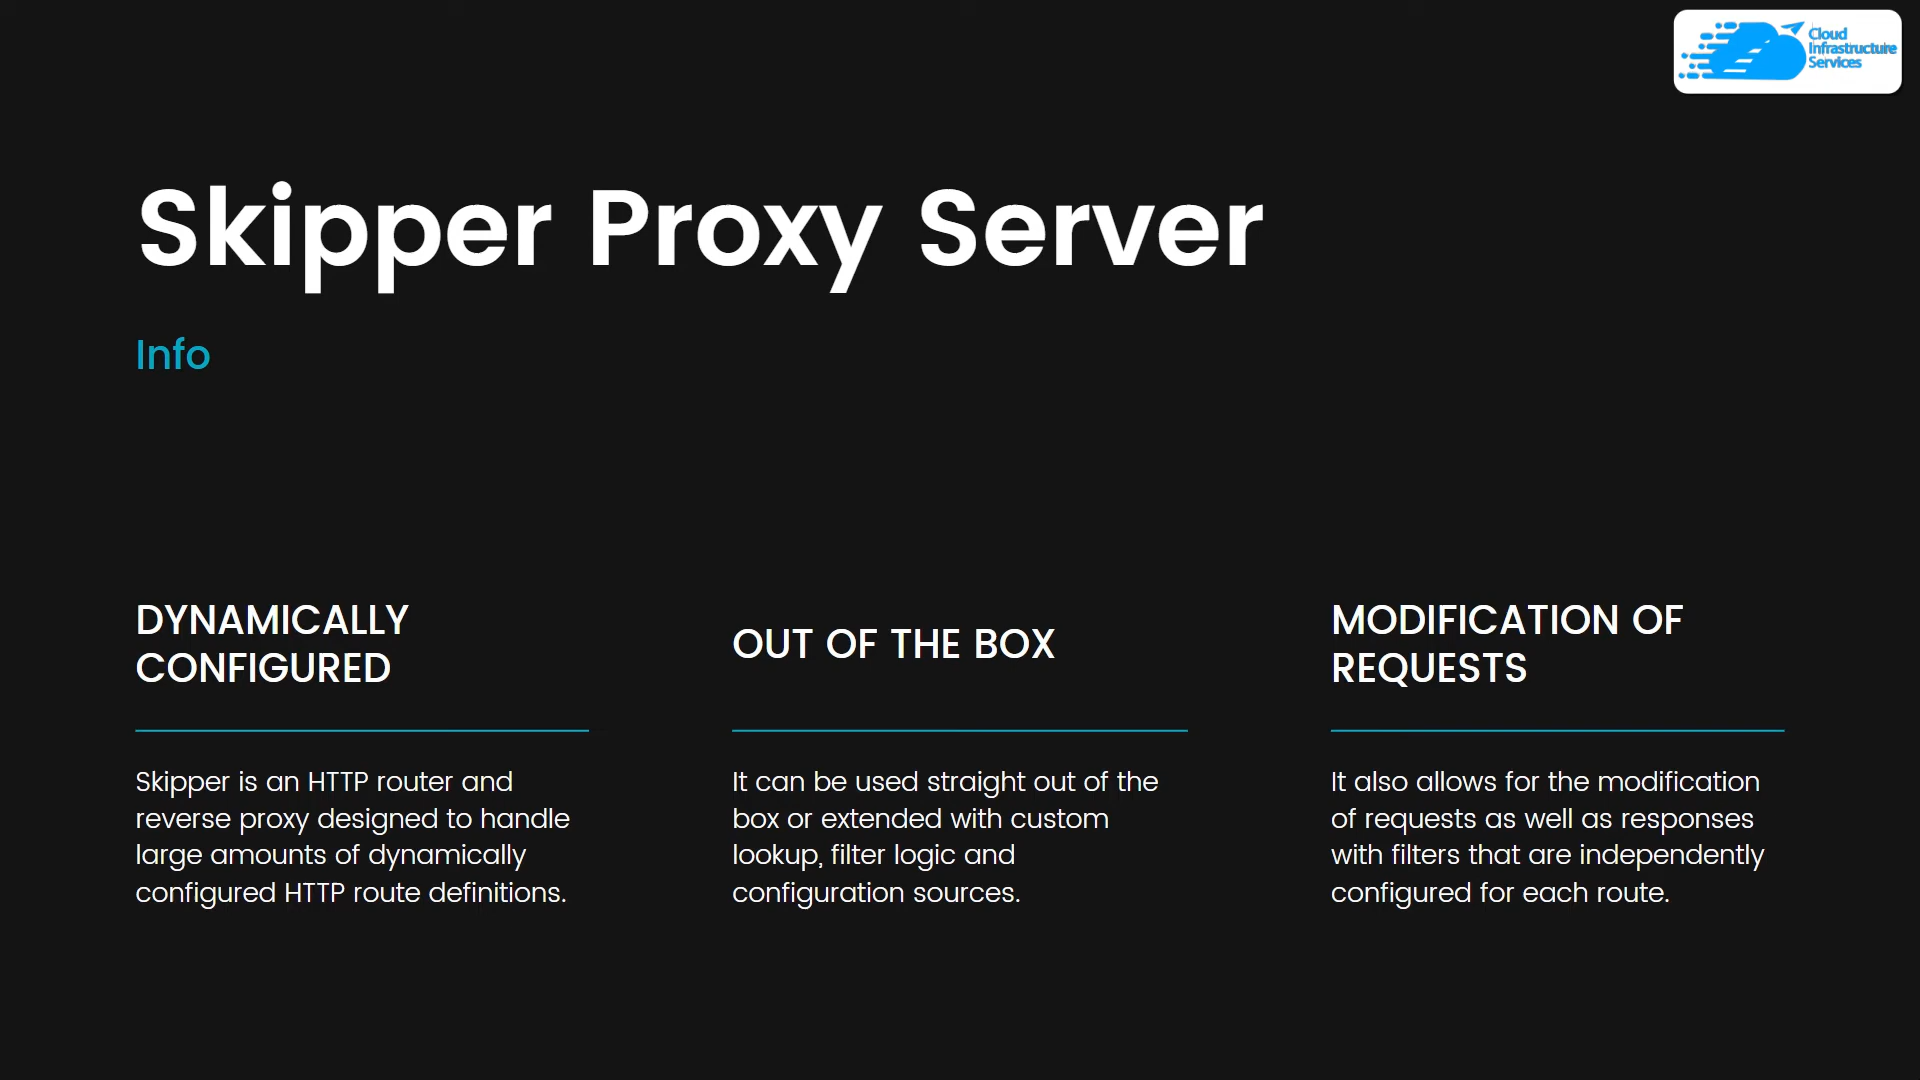 Cloud
Infrastructure
Services
Skipper Proxy Server
Info
DYNAMICALLY
CONFIGURED
Skipper is an HTTP router and
reverse proxy designed to handle
large amounts of dynamically
configured HTTP route definitions.
OUT OF THE BOX
It can be used straight out of the
box or extended with custom
lookup, filter logic and
configuration sources.
MODIFICATION OF
REQUESTS
It also allows for the modification
of requests as well as responses
with filters that are independently
configured for each route.